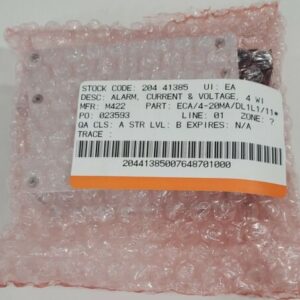 STOCK CODE: 204 41385 UI: EA
DESC: ALARM, CURRENT & VOLTAGE, 4 WI
MFR: M422 PART: ECA/4-20MA/DL1L1/11*
PO: 023593 LINE: 01 ZONE: ?
QA CLS: A STR LVL: B EXPIRES: N/A
TRACE :
20441385007648701000